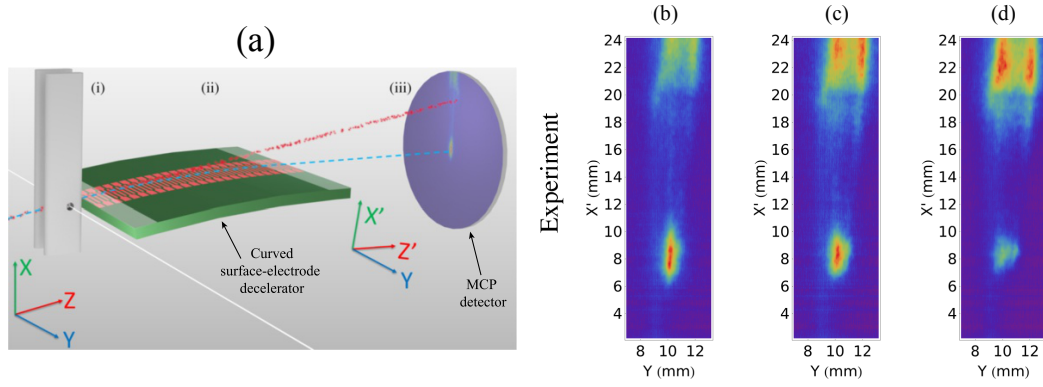 (a)
(i)
(ii)
(iii)
X
Z
Y
X'
Z'
Y
Curved
surface-electrode
decelerator
MCP
detector
Experiment
(b)
X' (mm)
24
22
20
18
16
14
12
10
8
6
4
8 10 12
Y (mm)
(c)
X' (mm)
24
22
20
18
16
14
12
10
8
6
4
8 10 12
Y (mm)
(d)
X' (mm)
24
22
20
18
16
14
12
10
8
6
4
8 10 12
Y (mm)